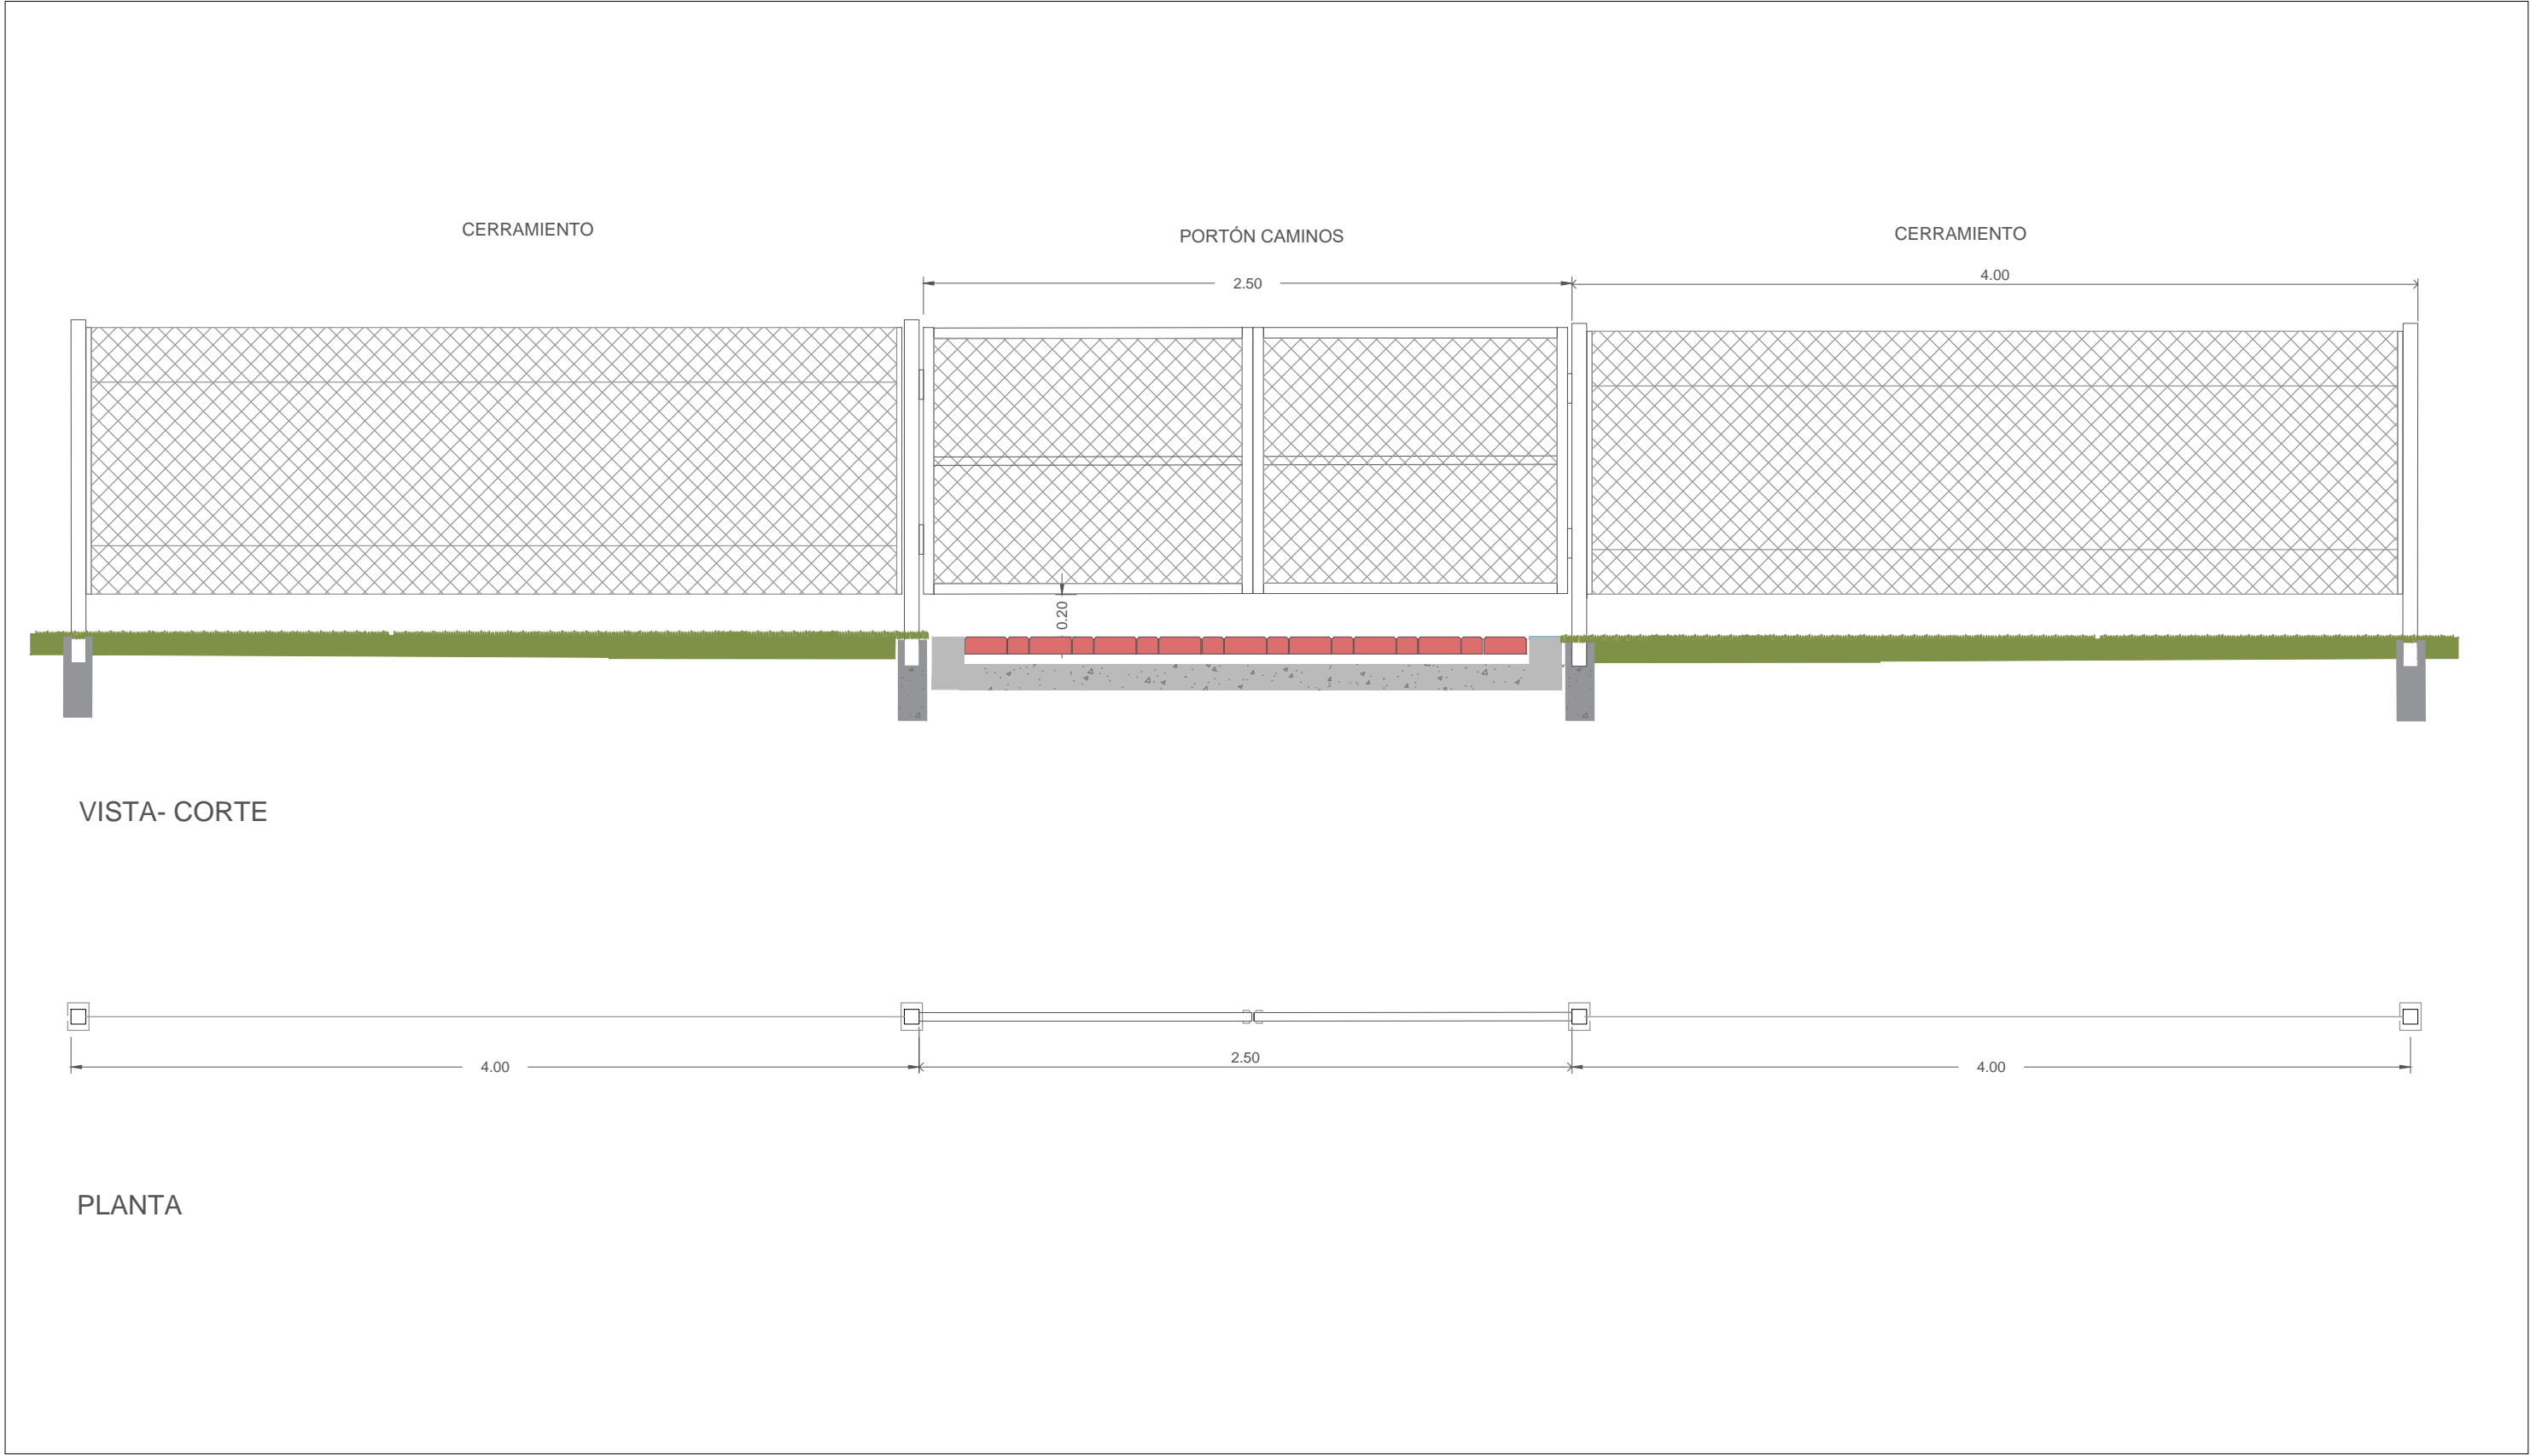 CERRAMIENTO
PORTÓN CAMINOS
CERRAMIENTO
2.50
4.00
0.20
VISTA- CORTE
4.00
2.50
4.00
PLANTA